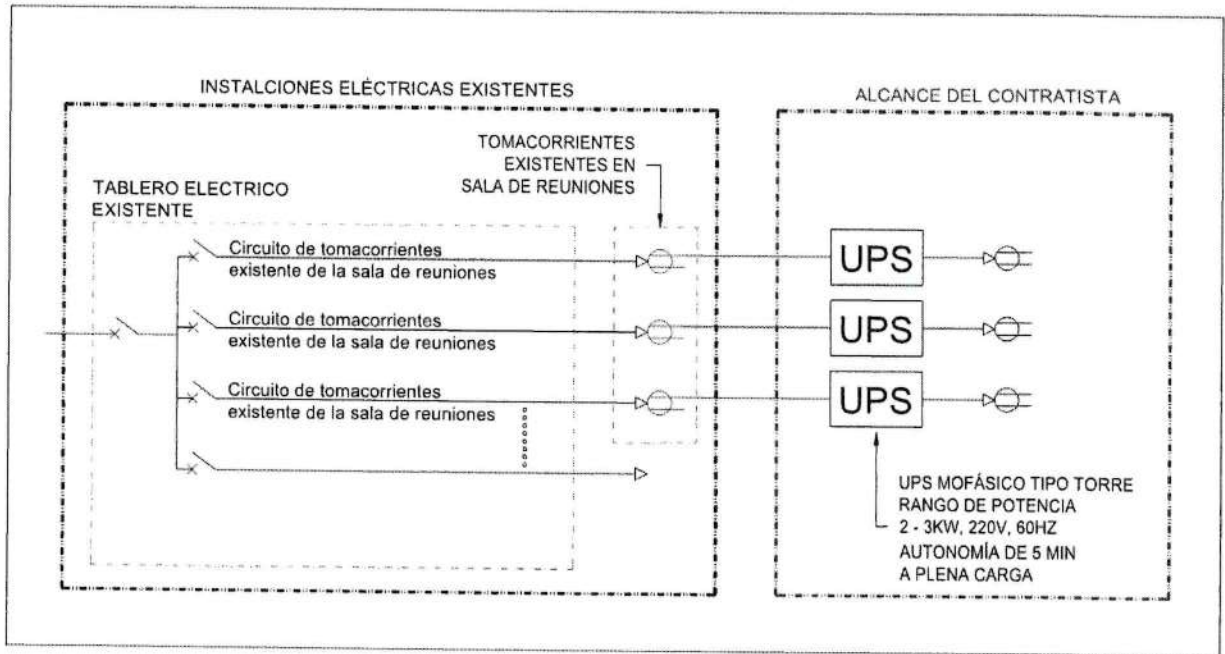 INSTALCIONES ELÉCTRICAS EXISTENTES
ALCANCE DEL CONTRATISTA
TOMACORRIENTES
EXISTENTES EN
SALA DE REUNIONES
TABLERO ELECTRICO
EXISTENTE
Circuito de tomacorrientes
existente de la sala de reuniones
UPS
Circuito de tomacorrientes
existente de la sala de reuniones
UPS
Circuito de tomacorrientes
existente de la sala de reuniones
UPS
UPS MOFÁSICO TIPO TORRE
RANGO DE POTENCIA
2 - 3KW, 220V, 60HZ
AUTONOMÍA DE 5 MIN
A PLENA CARGA